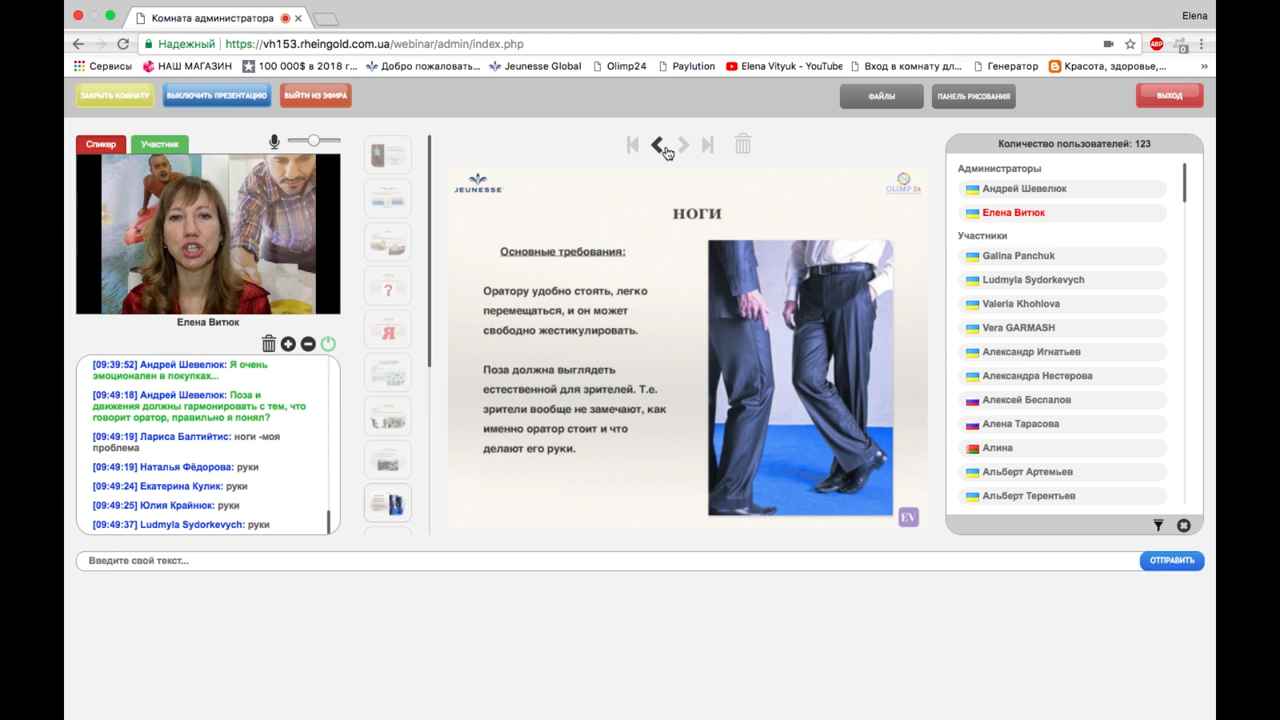 Комната администратора
Elena
Надежный
https://vh153.rheingold.com.ua/webinar/admin/index.php
ABP
0
Сервисы
НАШ МАГАЗИН
100 000$ в 2018 г...
Добро пожаловать...
Jeunesse Global
Olimp24
Paylution
Elena Vityuk - YouTube
Вход в комнату дл...
Генератор
Красота, здоровье,...
»
ЗАКРЫТЬ КОМНАТУ
ВЫКЛЮЧИТЬ ПРЕЗЕНТАЦИЮ
ВЫЙТИ ИЗ ЭФИРА
ФАЙЛЫ
ПАНЕЛЬ РИСОВАНИЯ
ВЫХОД
Спикер
Участник
Елена Витюк
[09:39:52] Андрей Шевелюк: Я очень
эмоционален в покупках...
[09:49:18] Андрей Шевелюк: Поза и
движения должны гармонировать с тем, что
говорит оратор, правильно я понял?
[09:49:19] Лариса Балтийтис: ноги -моя
проблема
[09:49:19] Наталья Фёдорова: руки
[09:49:24] Екатерина Кулик: руки
[09:49:25] Юлия Крайнюк: руки
[09:49:37] Ludmyla Sydorkevych: руки
?
Я
JEUNESSE
OLIMP 24
НОГИ
Основные требования:
Оратору удобно стоять, легко
перемещаться, и он может
свободно жестикулировать.
Поза должна выглядеть
естественной для зрителей. Т.е.
зрители вообще не замечают, как
именно оратор стоит и что
делают его руки.
EV
Количество пользователей: 123
Администраторы
Андрей Шевелюк
Елена Витюк
Участники
Galina Panchuk
Ludmyla Sydorkevych
Valeria Khohlova
Vera GARMASH
Александр Игнатьев
Александра Нестерова
Алексей Беспалов
Алена Тарасова
Алина
Альберт Артемьев
Альберт Терентьев
Введите свой текст...
ОТПРАВИТЬ